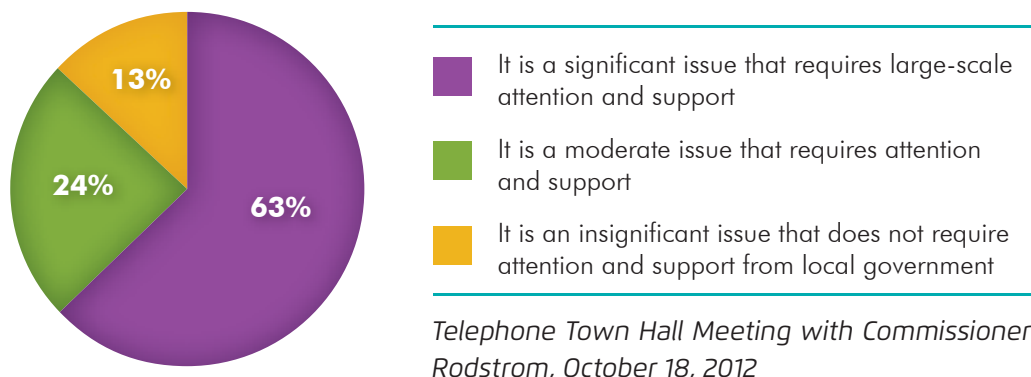 13%
24%
63%
It is a significant issue that requires large-scale
attention and support
It is a moderate issue that requires attention
and support
It is an insignificant issue that does not require
attention and support from local government
Telephone Town Hall Meeting with Commissioner
Rodstrom, October 18, 2012